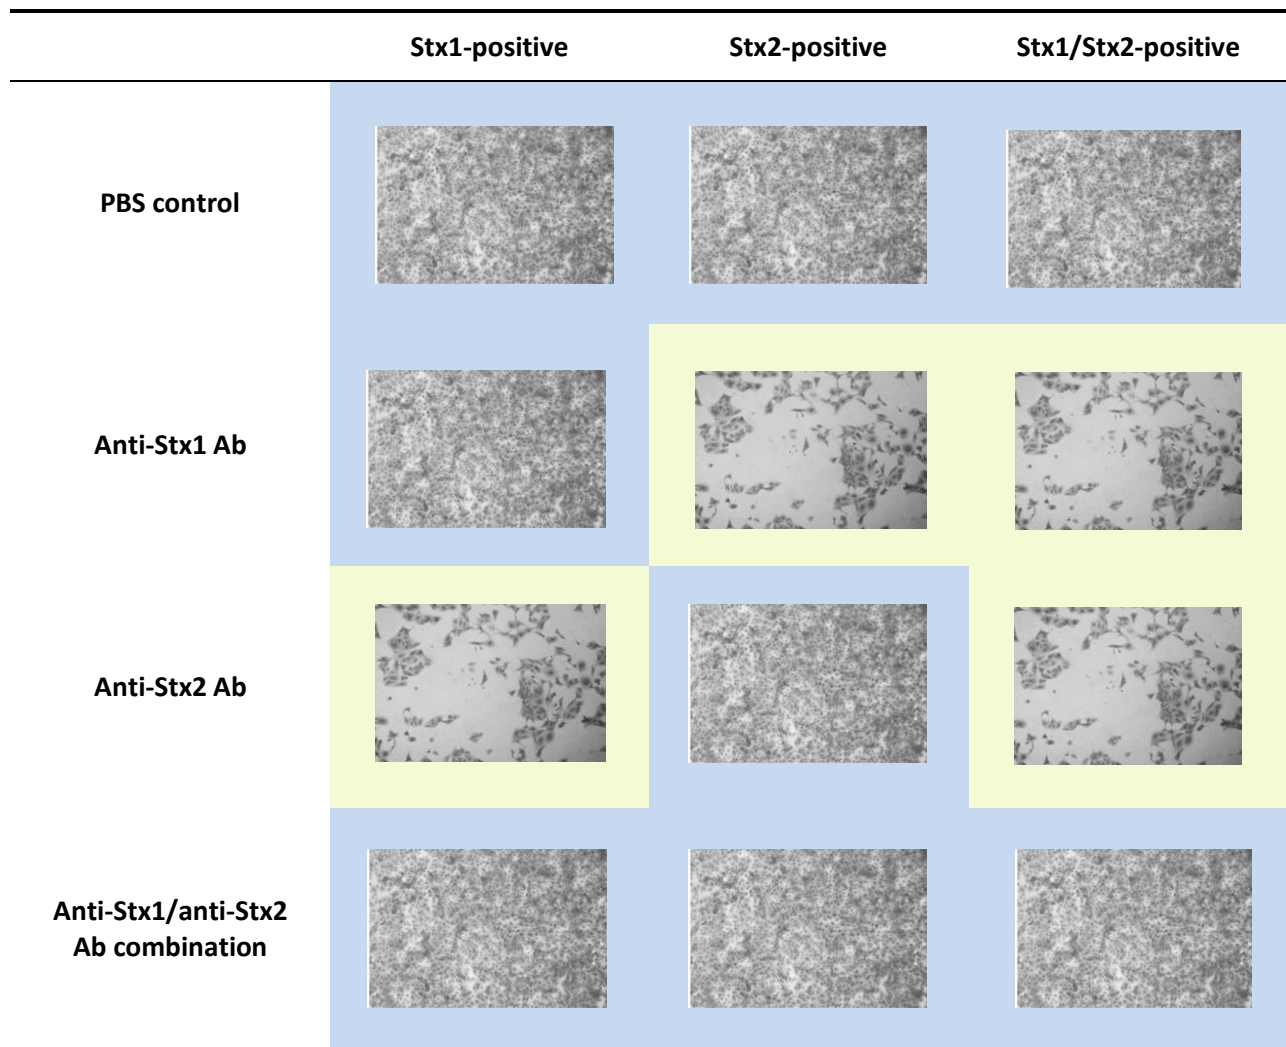 Stx1-positive Stx2-positive Stx1/Stx2-positive
PBS control
Anti-Stx1 Ab
Anti-Stx2 Ab
Anti-Stx1/anti-Stx2
Ab combination